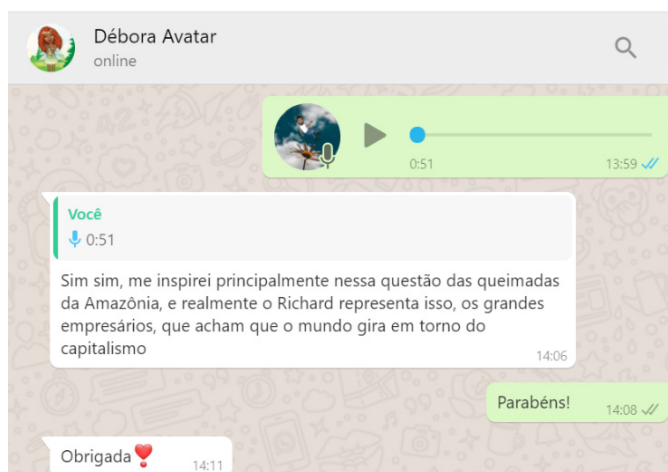 Débora Avatar
online
0:51
13:59
Você
0:51
Sim sim, me inspirei principalmente nessa questão das queimadas
da Amazônia, e realmente o Richard representa isso, os grandes
empresários, que acham que o mundo gira em torno do
capitalismo
14:06
Parabéns!
14:08
Obrigada❣️
14:11